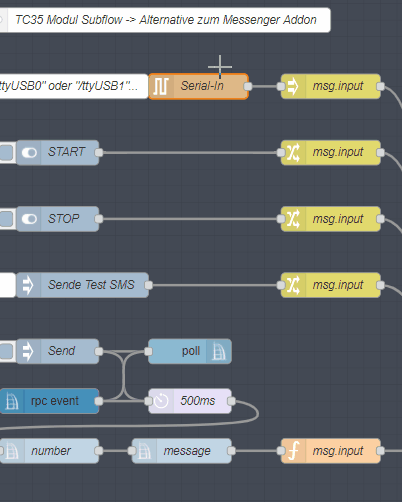 TC35 Modul Subflow -> Alternative zum Messenger Addon
ttyUSB0" oder "/ttyUSB1"... Serial-In msg.input
START msg.input
STOP msg.input
Sende Test SMS msg.input
Send poll
rpc event 500ms
number message msg.input